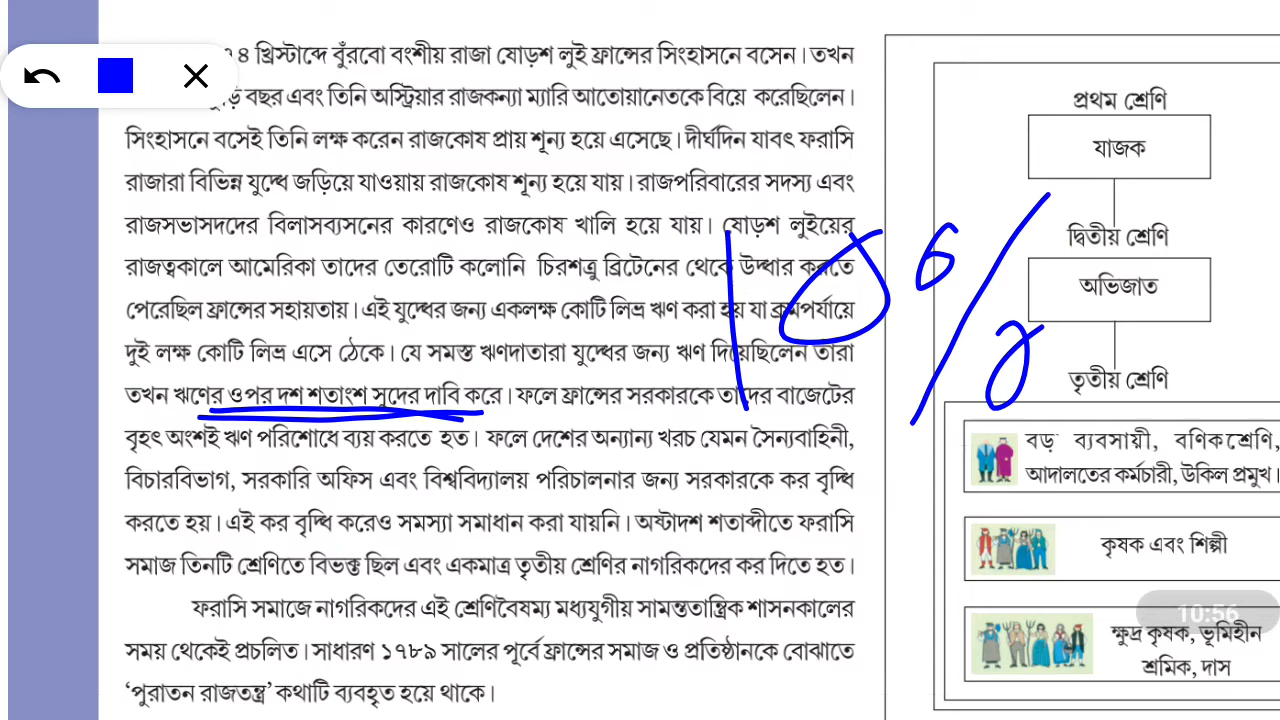 ৭৪ খ্রিস্টাব্দে বুঁরবো বংশীয় রাজা ষোড়শ লুই ফ্রান্সের সিংহাসনে বসেন। তখন
বছর এবং তিনি অস্ট্রিয়ার রাজকন্যা ম্যারি আতোয়ানেতকে বিয়ে করেছিলেন।
সিংহাসনে বসেই তিনি লক্ষ করেন রাজকোষ প্রায় শূন্য হয়ে এসেছে। দীর্ঘদিন যাবৎ ফরাসি
রাজারা বিভিন্ন যুদ্ধে জড়িয়ে যাওয়ায় রাজকোষ শূন্য হয়ে যায়। রাজপরিবারের সদস্য এবং
রাজসভাসদদের বিলাসব্যসনের কারণেও রাজকোষ খালি হয়ে যায়। ষোড়শ লুইয়ের
রাজত্বকালে আমেরিকা তাদের তেরোটি কলোনি চিরশত্রু ব্রিটেনের থেকে উদ্ধার করতে
পেরেছিল ফ্রান্সের সহায়তায়। এই যুদ্ধের জন্য একলক্ষ কোটি লিভ্র ঋণ করা হয় যা ক্রমপর্যায়ে
দুই লক্ষ কোটি লিভ্র এসে ঠেকে। যে সমস্ত ঋণদাতারা যুদ্ধের জন্য ঋণ দিয়েছিলেন তারা
তখন ঋণের ওপর দশ শতাংশ সুদের দাবি করে। ফলে ফ্রান্সের সরকারকে তাদের বাজেটের
বৃহৎ অংশই ঋণ পরিশোধে ব্যয় করতে হত। ফলে দেশের অন্যান্য খরচ যেমন সৈন্যবাহিনী,
বিচারবিভাগ, সরকারি অফিস এবং বিশ্ববিদ্যালয় পরিচালনার জন্য সরকারকে কর বৃদ্ধি
করতে হয়। এই কর বৃদ্ধি করেও সমস্যা সমাধান করা যায়নি। অষ্টাদশ শতাব্দীতে ফরাসি
সমাজ তিনটি শ্রেণিতে বিভক্ত ছিল এবং একমাত্র তৃতীয় শ্রেণির নাগরিকদের কর দিতে হত।
ফরাসি সমাজে নাগরিকদের এই শ্রেণিবৈষম্য মধ্যযুগীয় সামন্ততান্ত্রিক শাসনকালের
সময় থেকেই প্রচলিত। সাধারণ ১৭৮৯ সালের পূর্বে ফ্রান্সের সমাজ ও প্রতিষ্ঠানকে বোঝাতে
‘পুরাতন রাজতন্ত্র’ কথাটি ব্যবহৃত হয়ে থাকে।
প্রথম শ্রেণি
যাজক
দ্বিতীয় শ্রেণি
অভিজাত
তৃতীয় শ্রেণি
বড় ব্যবসায়ী, বণিকশ্রেণি,
আদালতের কর্মচারী, উকিল প্রমুখ।
কৃষক এবং শিল্পী
10:56
ক্ষুদ্র কৃষক, ভূমিহীন
শ্রমিক, দাস